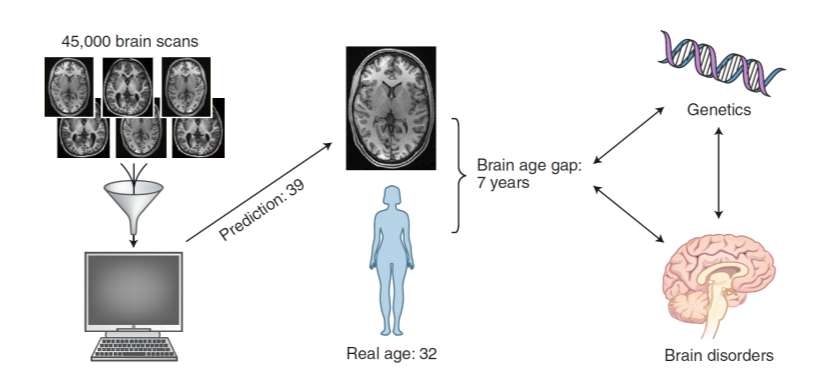 45,000 brain scans
Prediction: 39
Real age: 32
Brain age gap:
7 years
Genetics
Brain disorders